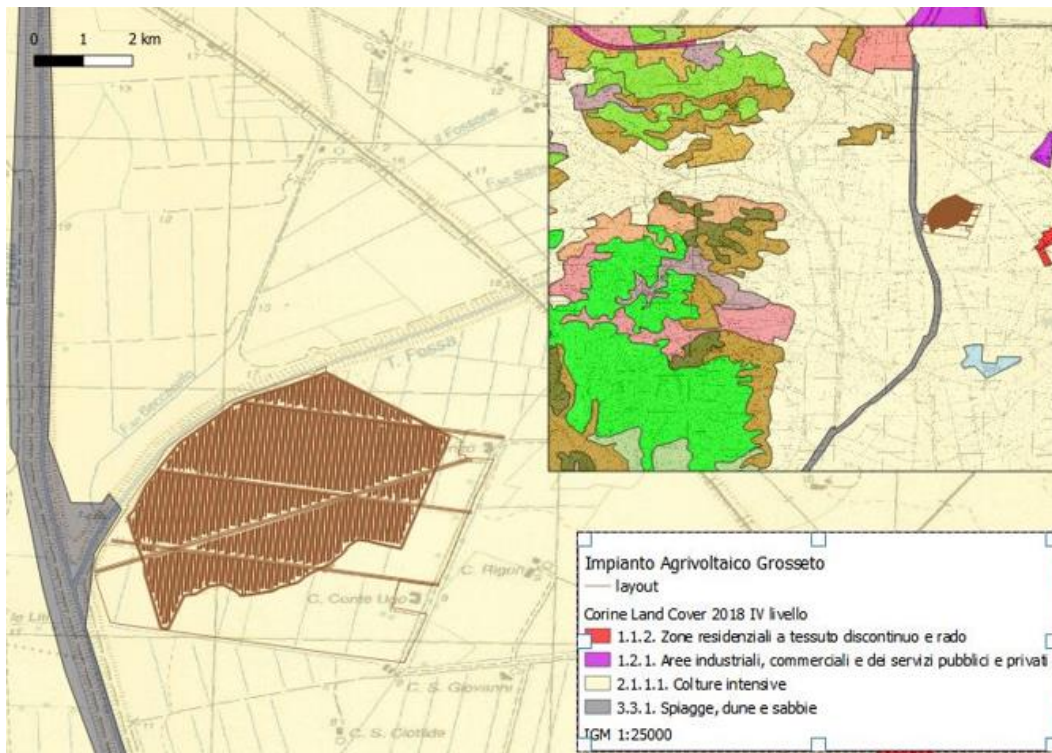 0 1 2 km
il Fossone
T. Fossa
C. Rigoni
C. Conte Ugo
C. S. Giovanni
C. S. Clotilde
Impianto Agrivoltaico Grosseto
layout
Corine Land Cover 2018 IV livello
1.1.2. Zone residenziali a tessuto discontinuo e rado
1.2.1. Aree industriali, commerciali e dei servizi pubblici e privati
2.1.1.1. Colture intensive
3.3.1. Spiagge, dune e sabbie
IGM 1:25000